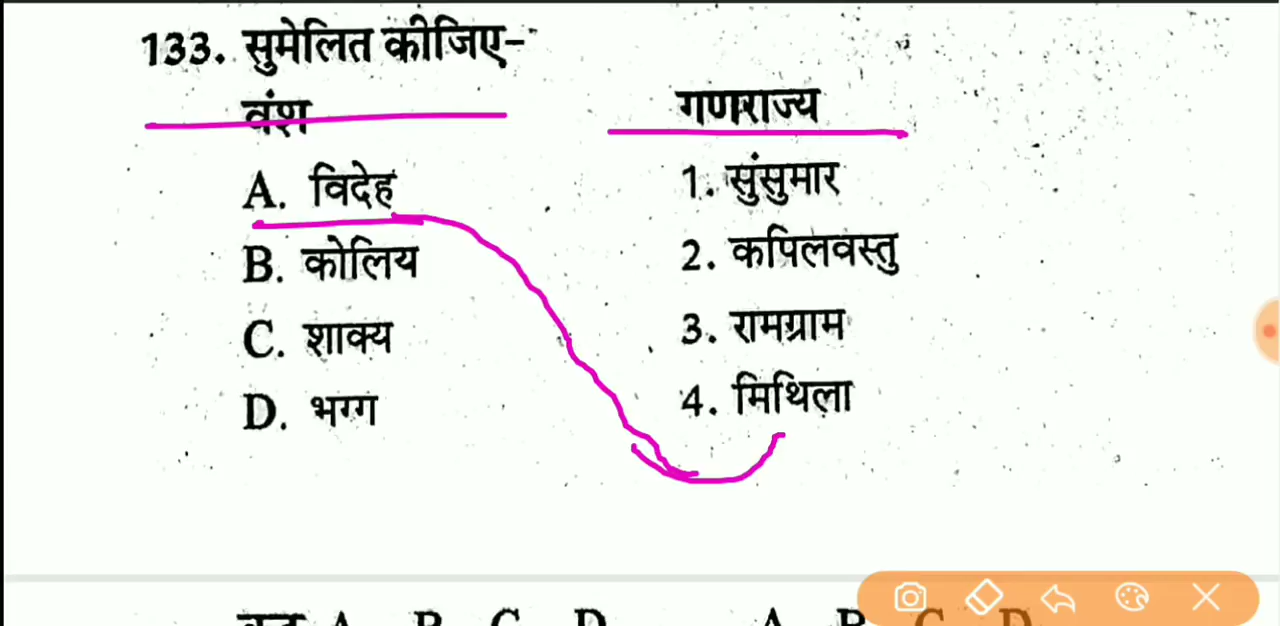 133. सुमेलित कीजिए-
वंश गणराज्य
A. विदेह 1. सुंसुमार
B. कोलिय 2. कपिलवस्तु
C. शाक्य 3. रामग्राम
D. भग्ग 4. मिथिला
A B C D A B C D